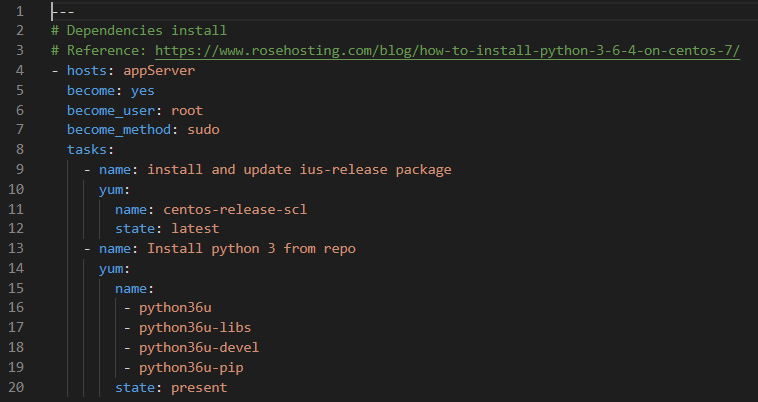 1 ---
2 # Dependencies install
3 # Reference: https://www.rosehosting.com/blog/how-to-install-python-3-6-4-on-centos-7/
4 - hosts: appServer
5   become: yes
6   become_user: root
7   become_method: sudo
8   tasks:
9     - name: install and update ius-release package
10       yum:
11         name: centos-release-scl
12         state: latest
13     - name: Install python 3 from repo
14       yum:
15         name:
16          - python36u
17          - python36u-libs
18          - python36u-devel
19          - python36u-pip
20         state: present